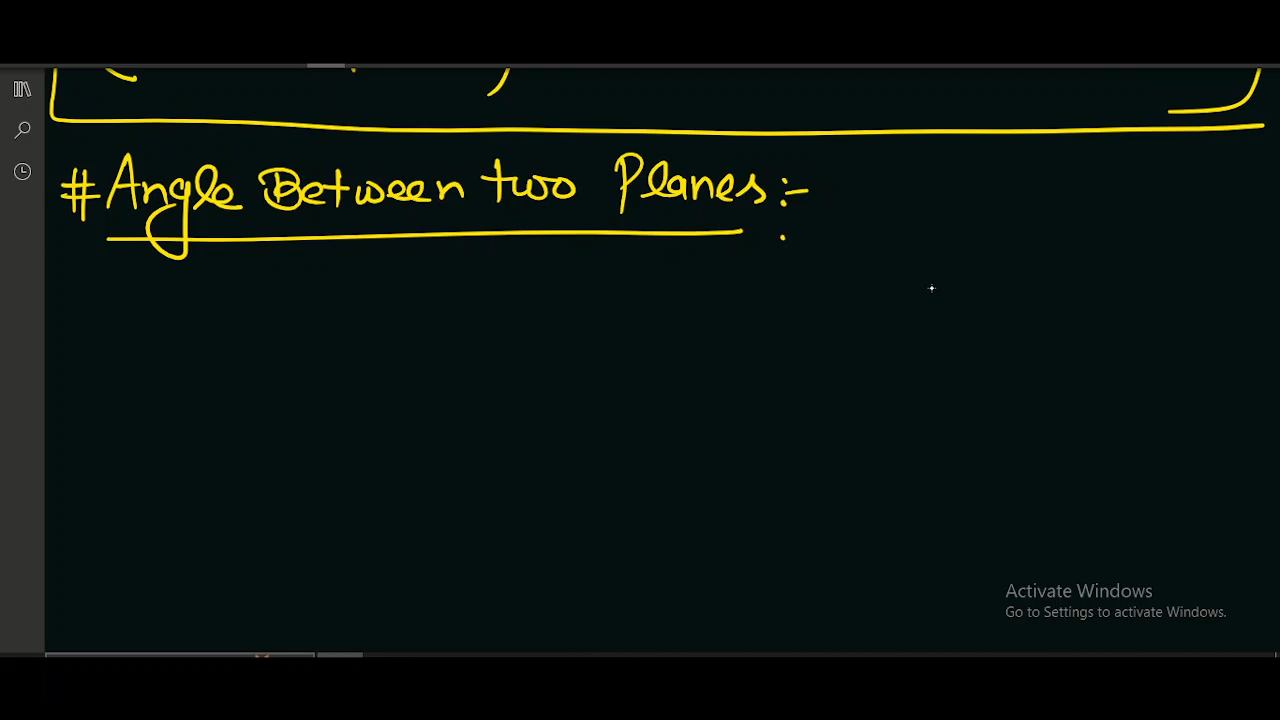 # Angle Between two Planes :-
Activate Windows
Go to Settings to activate Windows.